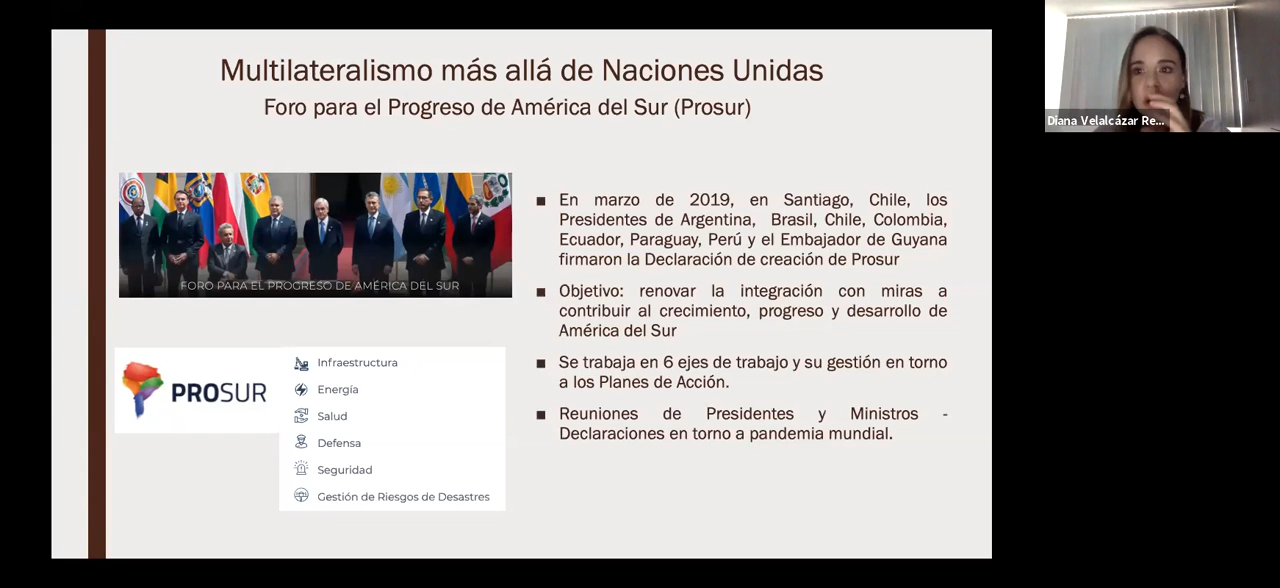 Multilateralismo más allá de Naciones Unidas
Foro para el Progreso de América del Sur (Prosur)
Diana Velalcázar Re...
FORO PARA EL PROGRESO DE AMÉRICA DEL SUR
■ En marzo de 2019, en Santiago, Chile, los
Presidentes de Argentina, Brasil, Chile, Colombia,
Ecuador, Paraguay, Perú y el Embajador de Guyana
firmaron la Declaración de creación de Prosur
■ Objetivo: renovar la integración con miras a
contribuir al crecimiento, progreso y desarrollo de
América del Sur
■ Se trabaja en 6 ejes de trabajo y su gestión en torno
a los Planes de Acción.
■ Reuniones de Presidentes y Ministros -
Declaraciones en torno a pandemia mundial.
PROSUR
Infraestructura
Energía
Salud
Defensa
Seguridad
Gestión de Riesgos de Desastres